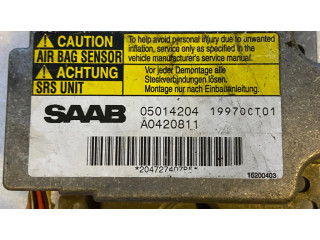 CAUTION
AIR BAG SENSOR
To help avoid personal injury due to unwanted
inflation, service only as specified in the
vehicle manufacturer's service manual.
ACHTUNG
SRS UNIT
Vor jeder Demontage alle
Steckverbindungen lösen.
Montage nur nach Einbauanleitung.
SAAB
05014204 1997OCT01
A0420811
16200403